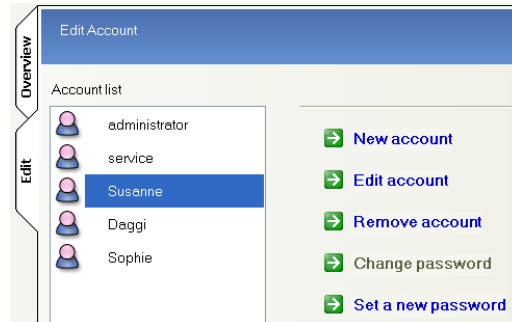 Edit Account
Overview
Edit
Account list
administrator
service
Susanne
Daggi
Sophie
New account
Edit account
Remove account
Change password
Set a new password